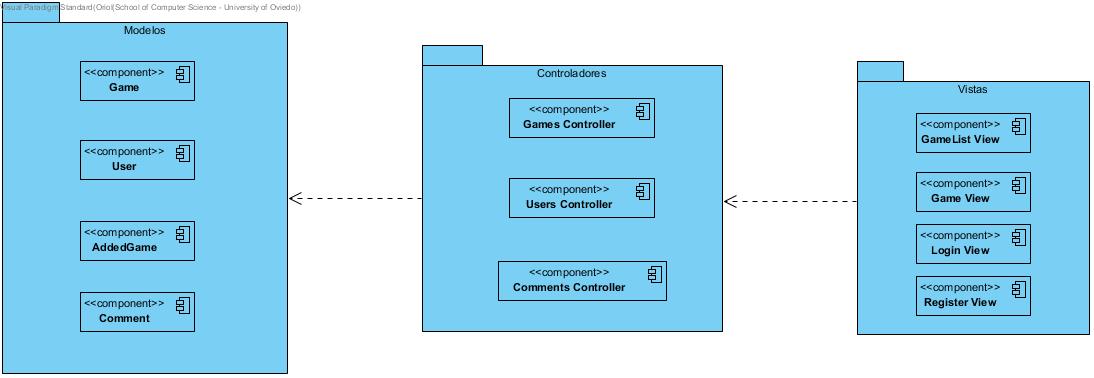 Visual Paradigm Standard(Oriol(School of Computer Science - University of Oviedo))
Modelos
<<component>>
Game
<<component>>
User
<<component>>
AddedGame
<<component>>
Comment
Controladores
<<component>>
Games Controller
<<component>>
Users Controller
<<component>>
Comments Controller
Vistas
<<component>>
GameList View
<<component>>
Game View
<<component>>
Login View
<<component>>
Register View